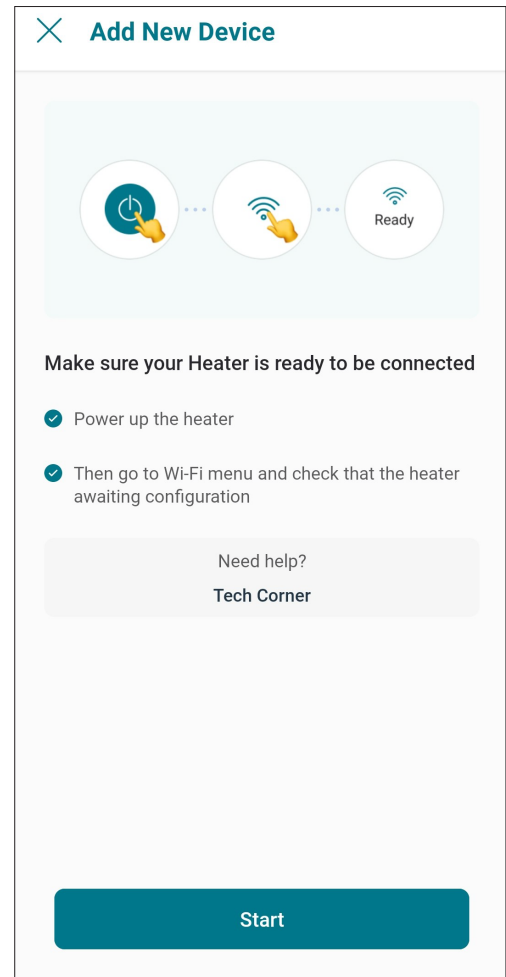 Add New Device
Ready
Make sure your Heater is ready to be connected
Power up the heater
Then go to Wi-Fi menu and check that the heater
awaiting configuration
Need help?
Tech Corner
Start